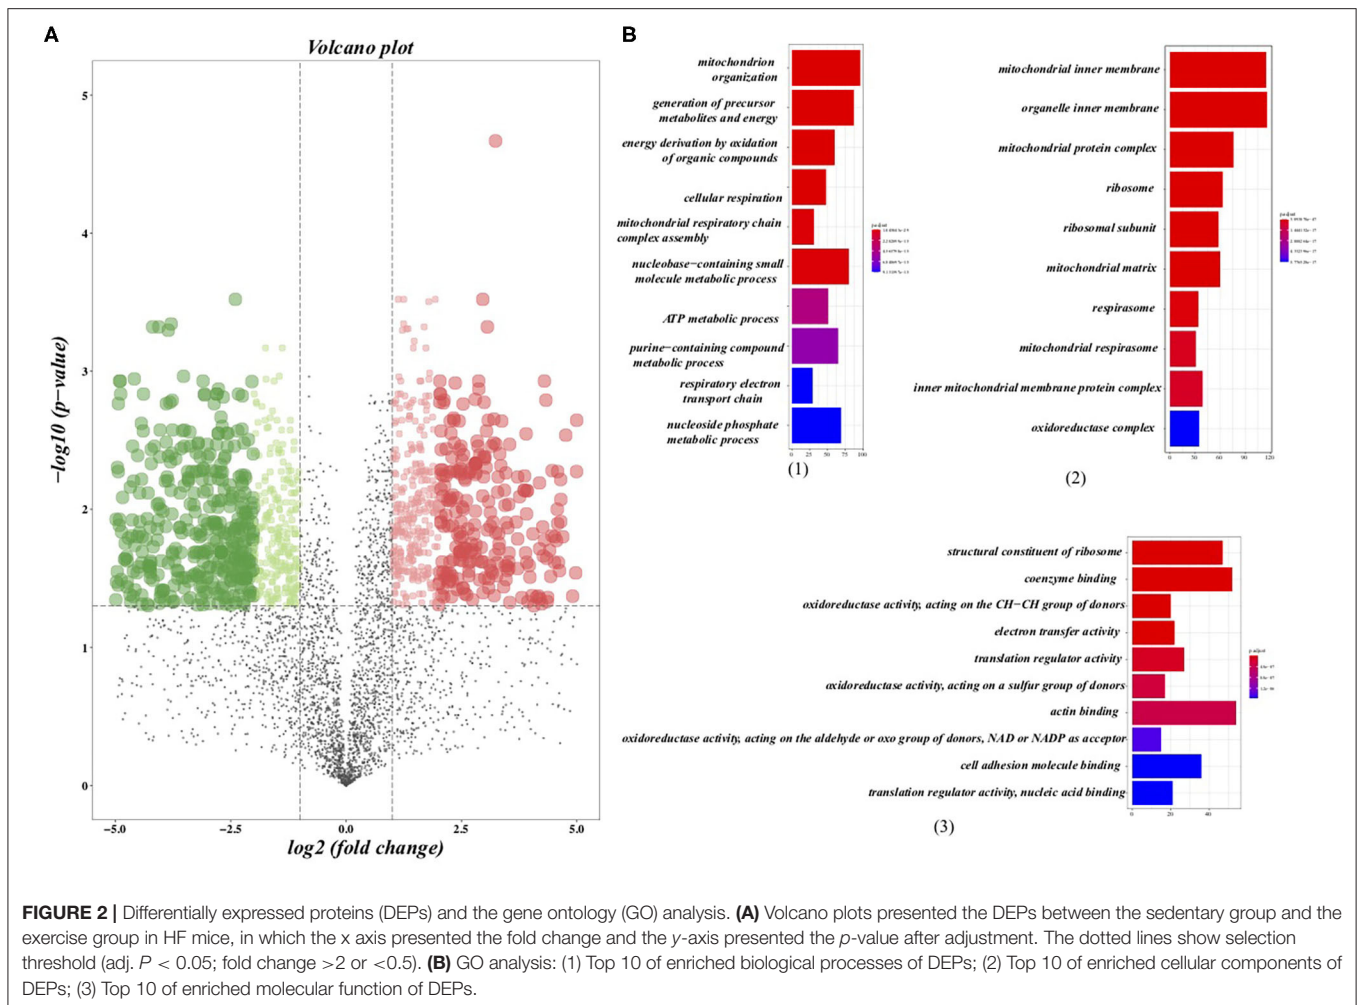 A
Volcano plot
−log10 (p−value)
5
4
3
2
1
0
−5.0
−2.5
0.0
2.5
5.0
log2 (fold change)
B
mitochondrion
organization
generation of precursor
metabolites and energy
energy derivation by oxidation
of organic compounds
cellular respiration
mitochondrial respiratory chain
complex assembly
nucleobase−containing small
molecule metabolic process
ATP metabolic process
purine−containing compound
metabolic process
respiratory electron
transport chain
nucleoside phosphate
metabolic process
0 25 50 75 100
p.adjust
(1)
mitochondrial inner membrane
organelle inner membrane
mitochondrial protein complex
ribosome
ribosomal subunit
mitochondrial matrix
respirasome
mitochondrial respirasome
inner mitochondrial membrane protein complex
oxidoreductase complex
0 30 60 90 120
p.adjust
(2)
structural constituent of ribosome
coenzyme binding
oxidoreductase activity, acting on the CH−CH group of donors
electron transfer activity
translation regulator activity
oxidoreductase activity, acting on a sulfur group of donors
actin binding
oxidoreductase activity, acting on the aldehyde or oxo group of donors, NAD or NADP as acceptor
cell adhesion molecule binding
translation regulator activity, nucleic acid binding
0 20 40
p.adjust
(3)
FIGURE 2 | Differentially expressed proteins (DEPs) and the gene ontology (GO) analysis. (A) Volcano plots presented the DEPs between the sedentary group and the
exercise group in HF mice, in which the x axis presented the fold change and the y-axis presented the p-value after adjustment. The dotted lines show selection
threshold (adj. P < 0.05; fold change >2 or <0.5). (B) GO analysis: (1) Top 10 of enriched biological processes of DEPs; (2) Top 10 of enriched cellular components of
DEPs; (3) Top 10 of enriched molecular function of DEPs.